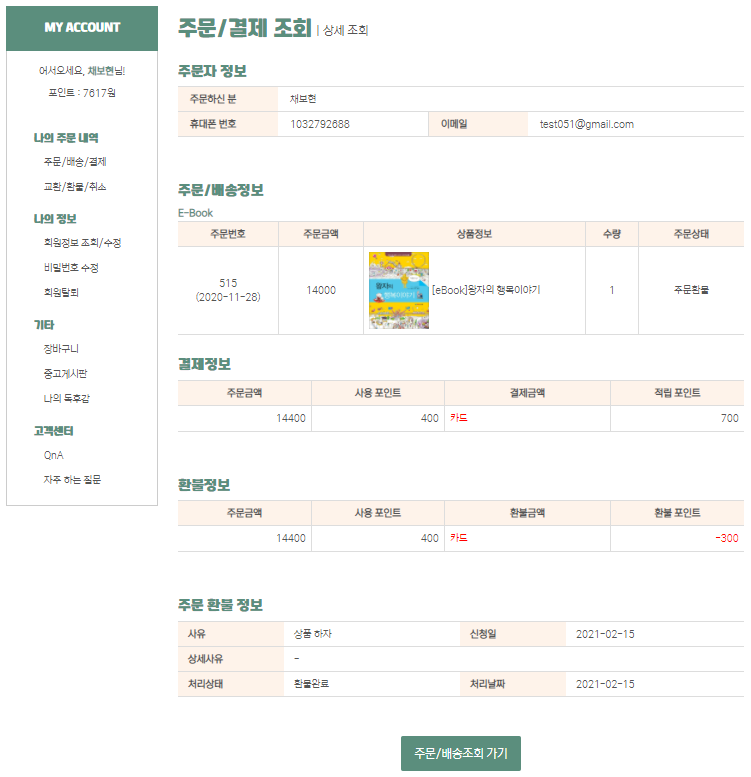 MY ACCOUNT
어서오세요, 채보현님!
포인트 : 7617원
나의 주문 내역
주문/배송/결제
교환/환불/취소
나의 정보
회원정보 조회/수정
비밀번호 수정
회원탈퇴
기타
장바구니
중고게시판
나의 독후감
고객센터
QnA
자주 하는 질문
주문/결제 조회 | 상세 조회
주문자 정보
주문하신 분 채보현
휴대폰 번호 1032792688 이메일 test051@gmail.com
주문/배송정보
E-Book
주문번호 주문금액 상품정보 수량 주문상태
515
(2020-11-28) 14000 [eBook]왕자의 행복이야기 1 주문환불
결제정보
주문금액 사용 포인트 결제금액 적립 포인트
14400 400 카드 700
환불정보
주문금액 사용 포인트 환불금액 환불 포인트
14400 400 카드 -300
주문 환불 정보
사유 상품 하자 신청일 2021-02-15
상세사유 -
처리상태 환불완료 처리날짜 2021-02-15
주문/배송조회 가기